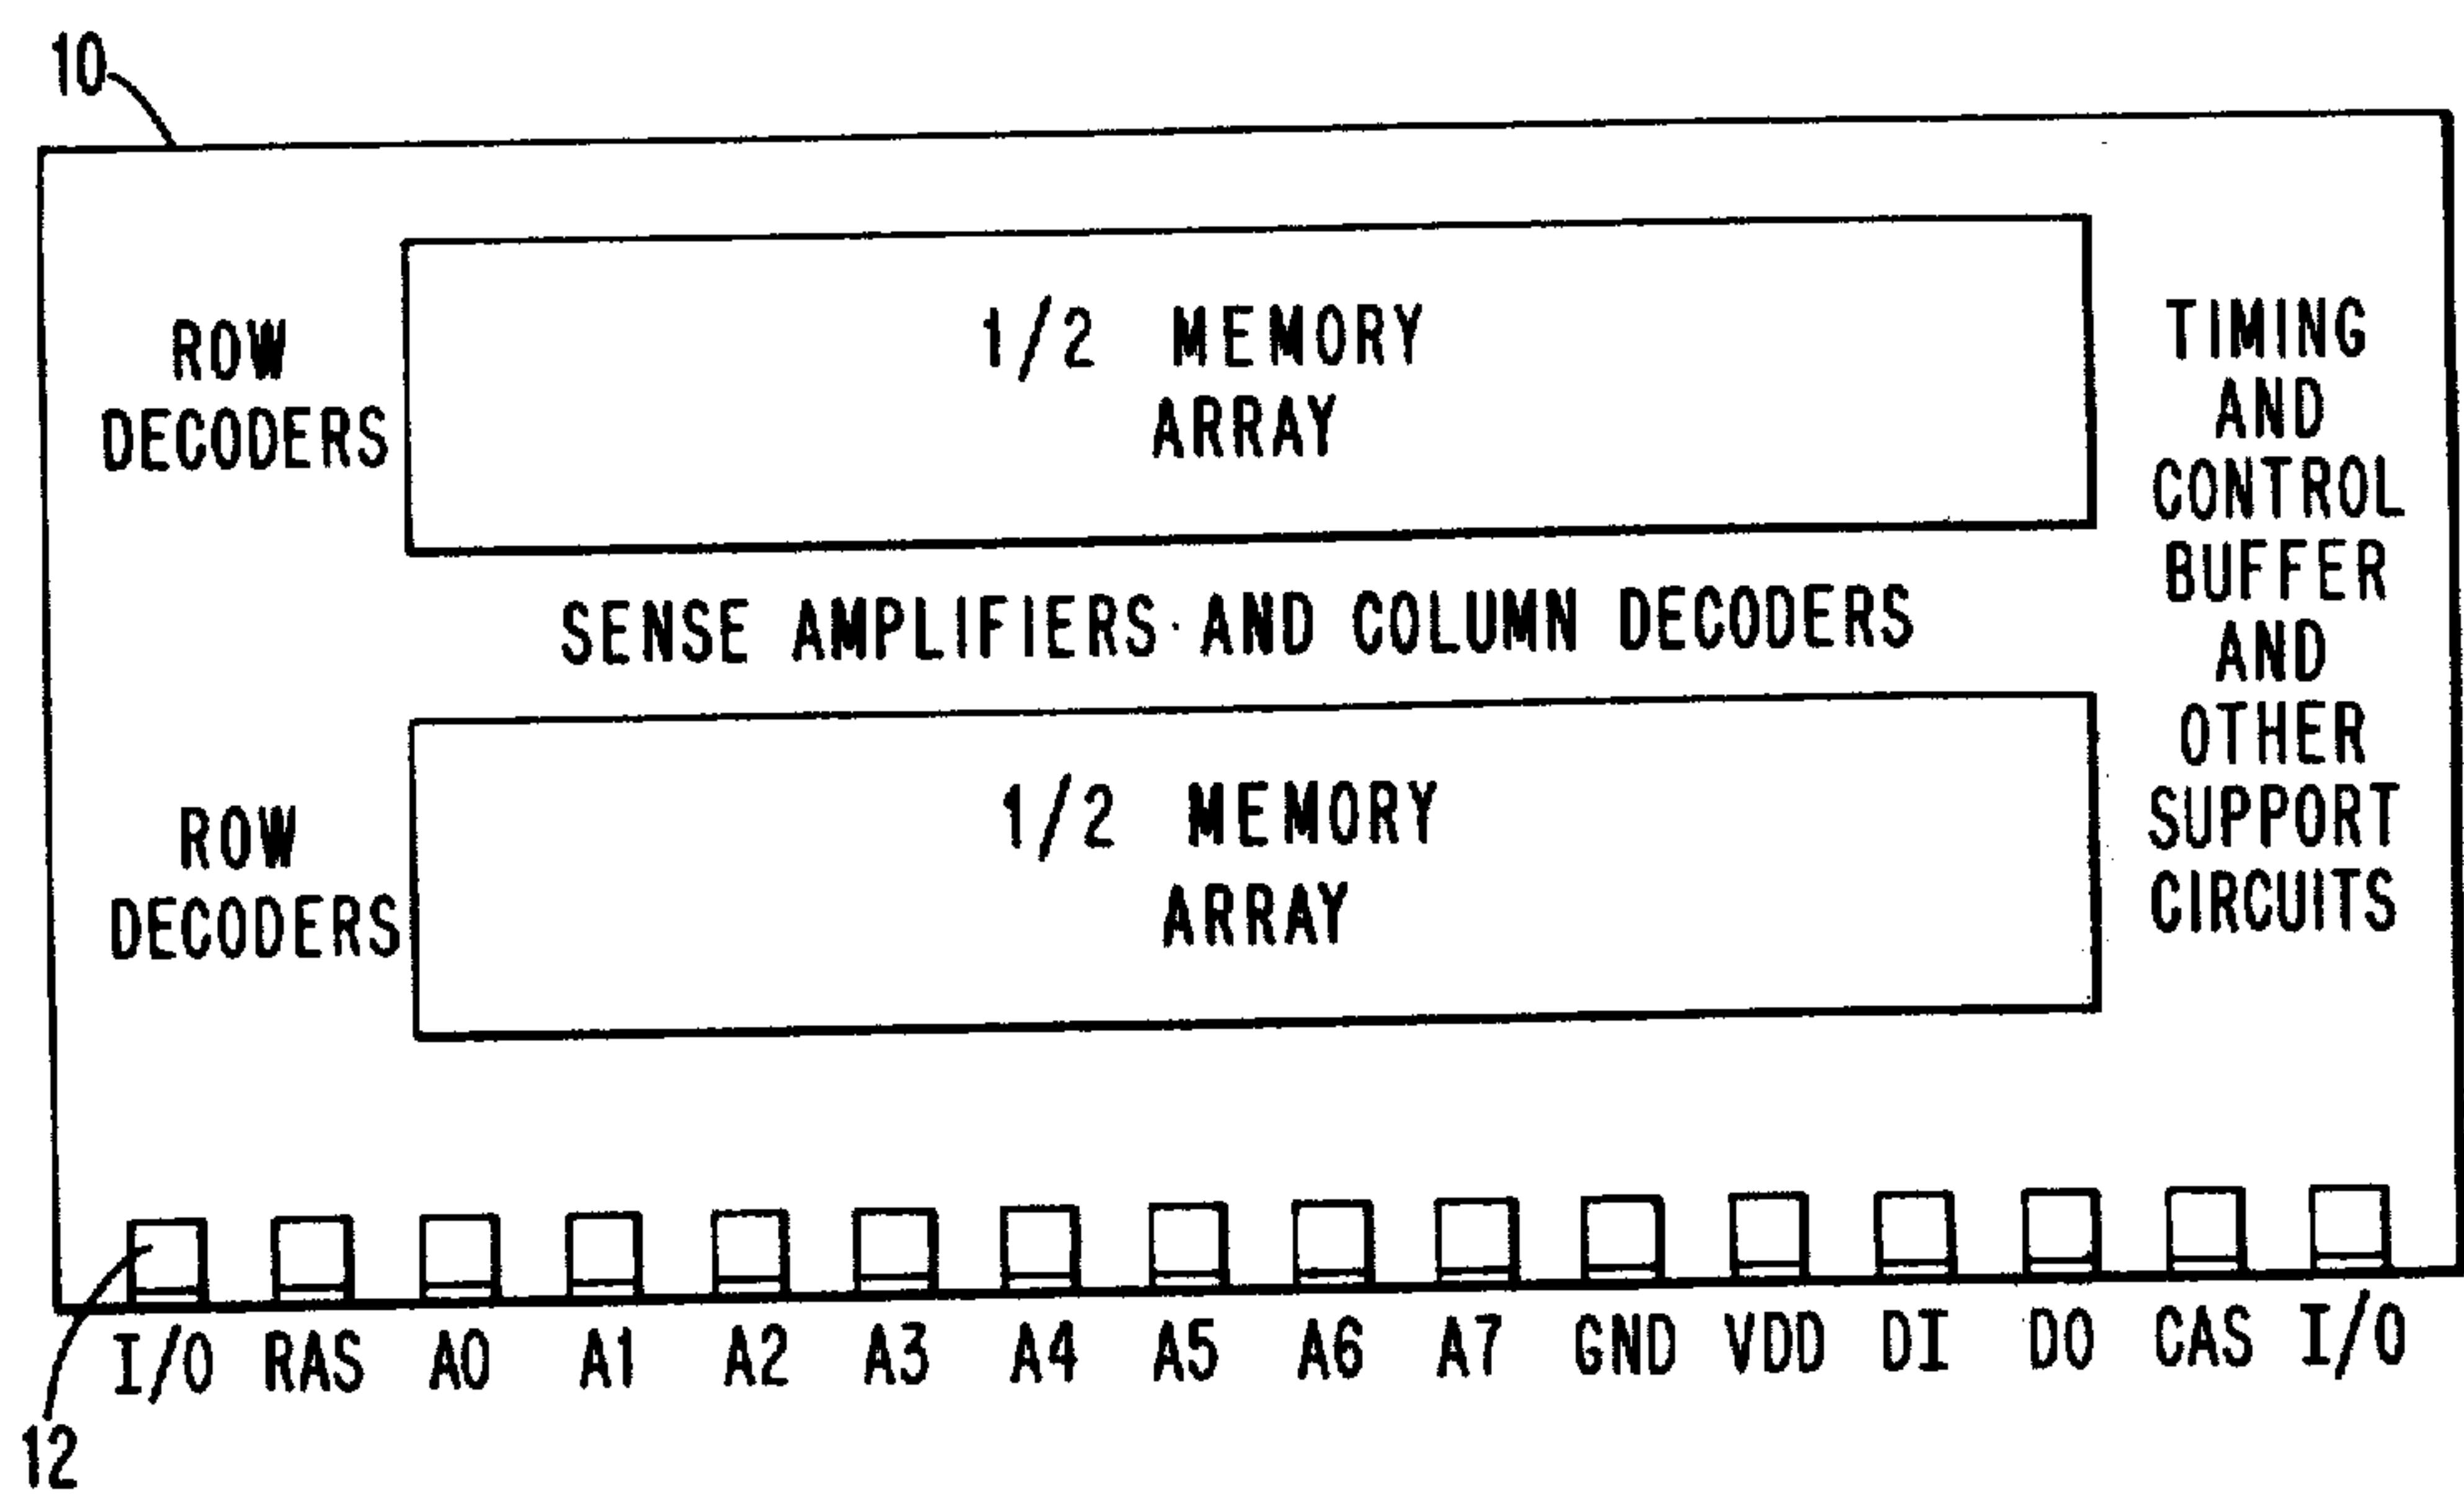 10
ROW
DECODERS
1/2 MEMORY
ARRAY
TIMING
AND
CONTROL
BUFFER
AND
OTHER
SUPPORT
CIRCUITS
SENSE AMPLIFIERS AND COLUMN DECODERS
ROW
DECODERS
1/2 MEMORY
ARRAY
I/O RAS A0 A1 A2 A3 A4 A5 A6 A7 GND VDD DI DO CAS I/O
12